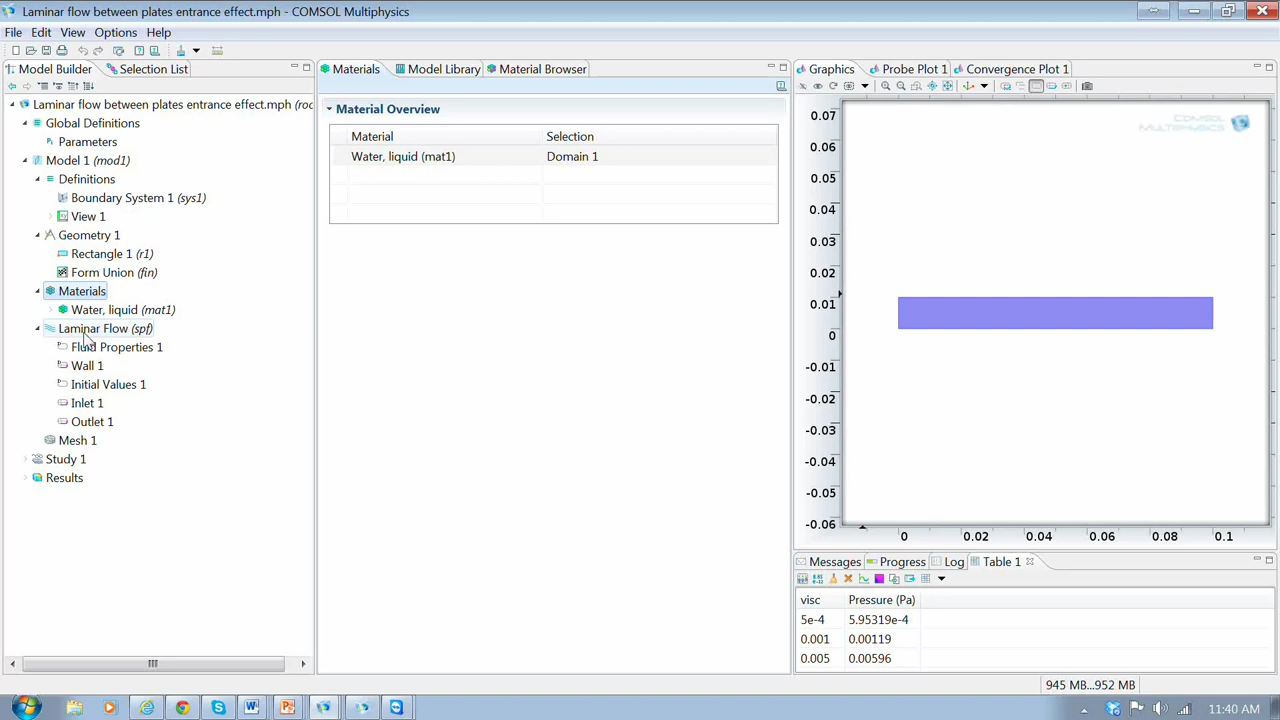 Laminar flow between plates entrance effect.mph - COMSOL Multiphysics
File Edit View Options Help
Model Builder Selection List
Laminar flow between plates entrance effect.mph (roo
Global Definitions
Parameters
Model 1 (mod1)
Definitions
Boundary System 1 (sys1)
View 1
Geometry 1
Rectangle 1 (r1)
Form Union (fin)
Materials
Water, liquid (mat1)
Laminar Flow (spf)
Fluid Properties 1
Wall 1
Initial Values 1
Inlet 1
Outlet 1
Mesh 1
Study 1
Results
Materials Model Library Material Browser
Material Overview
Material Selection
Water, liquid (mat1) Domain 1
Graphics Probe Plot 1 Convergence Plot 1
COMSOL
MULTIPHYSICS
0.07
0.06
0.05
0.04
0.03
0.02
0.01
0
-0.01
-0.02
-0.03
-0.04
-0.05
-0.06
0 0.02 0.04 0.06 0.08 0.1
Messages Progress Log Table 1
visc Pressure (Pa)
5e-4 5.95319e-4
0.001 0.00119
0.005 0.00596
945 MB...952 MB
11:40 AM